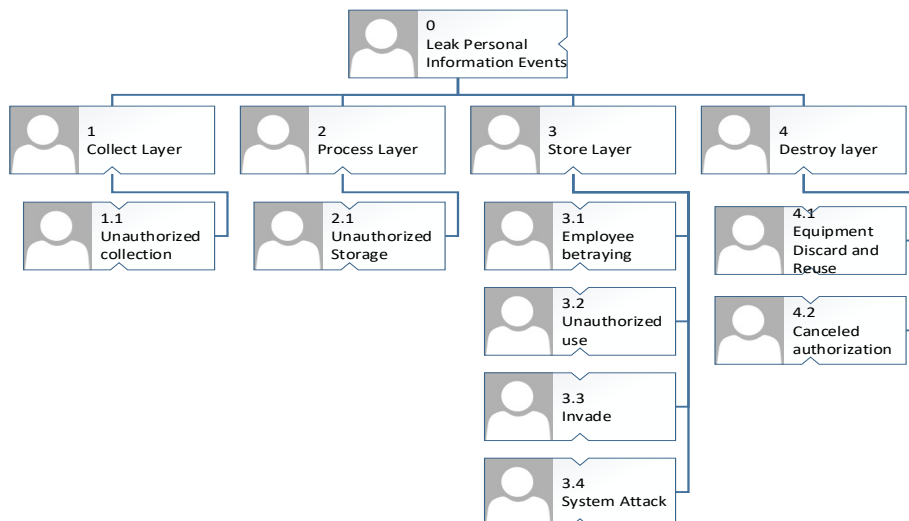 0
Leak Personal
Information Events
1
Collect Layer
2
Process Layer
3
Store Layer
4
Destroy layer
1.1
Unauthorized
collection
2.1
Unauthorized
Storage
3.1
Employee
betraying
4.1
Equipment
Discard and
Reuse
3.2
Unauthorized
use
4.2
Canceled
authorization
3.3
Invade
3.4
System Attack